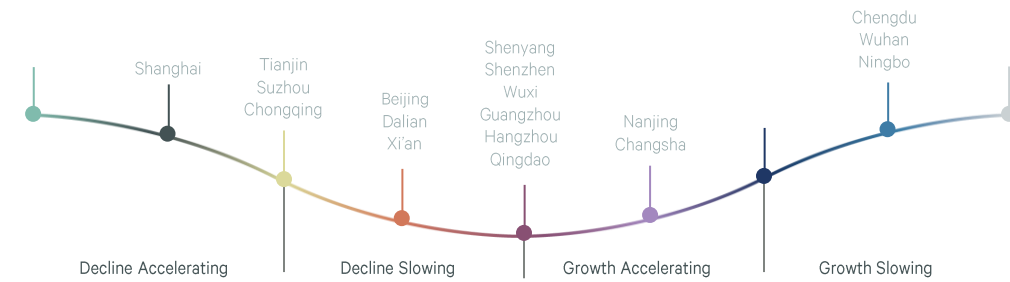 Shanghai
Tianjin
Suzhou
Chongqing
Beijing
Dalian
Xi'an
Shenyang
Shenzhen
Wuxi
Guangzhou
Hangzhou
Qingdao
Nanjing
Changsha
Chengdu
Wuhan
Ningbo
Decline Accelerating
Decline Slowing
Growth Accelerating
Growth Slowing